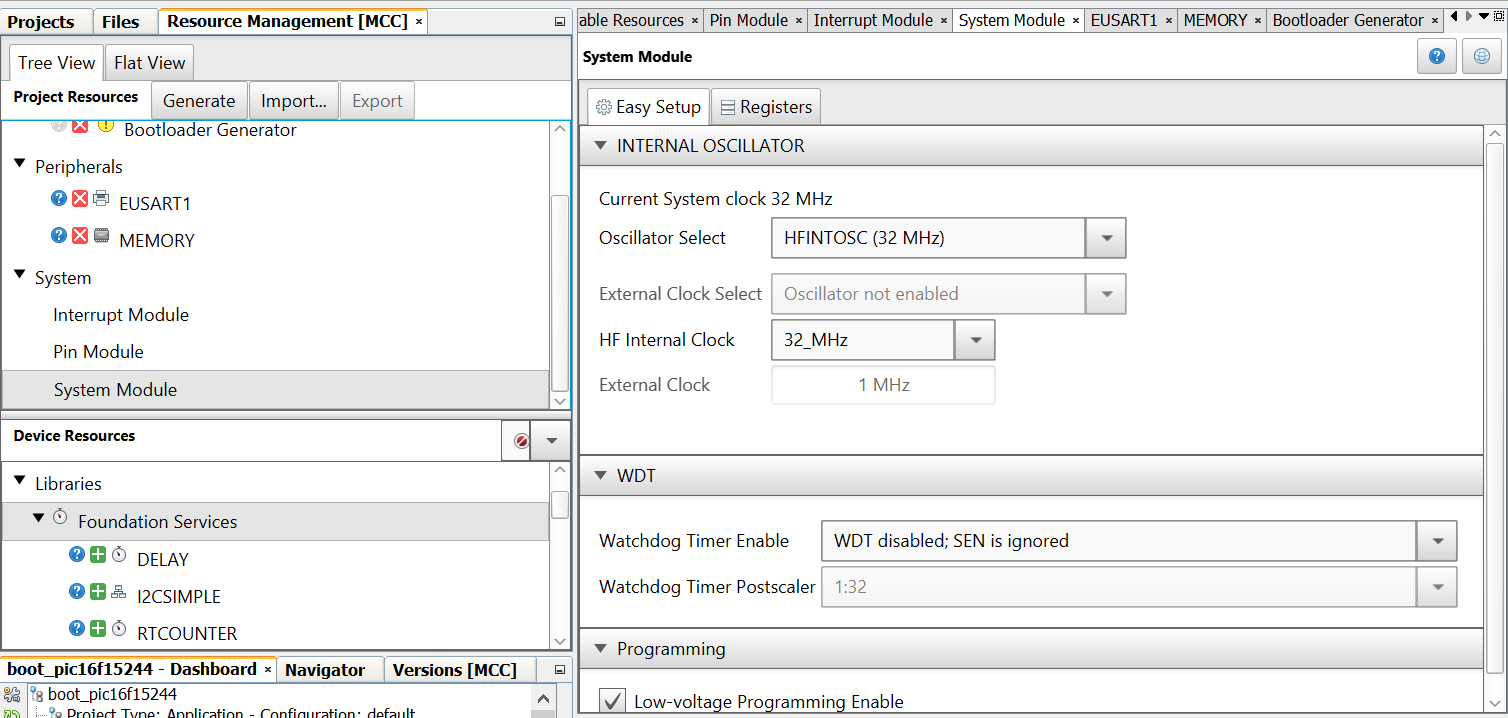 Projects Files Resource Management [MCC] ×
Tree View Flat View
Project Resources Generate Import... Export
Bootloader Generator
Peripherals
EUSART1
MEMORY
System
Interrupt Module
Pin Module
System Module
Device Resources
Libraries
Foundation Services
DELAY
I2CSIMPLE
RTCOUNTER
boot_pic16f15244 - Dashboard × Navigator Versions [MCC]
boot_pic16f15244
Project Type: Application - Configuration: default
able Resources × Pin Module × Interrupt Module × System Module × EUSART1 × MEMORY × Bootloader Generator ×
System Module
Easy Setup Registers
INTERNAL OSCILLATOR
Current System clock 32 MHz
Oscillator Select HFINTOSC (32 MHz)
External Clock Select Oscillator not enabled
HF Internal Clock 32_MHz
External Clock 1 MHz
WDT
Watchdog Timer Enable WDT disabled; SEN is ignored
Watchdog Timer Postscaler 1:32
Programming
Low-voltage Programming Enable